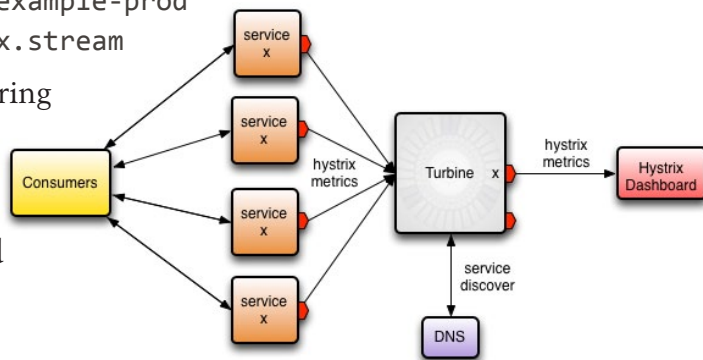 example-prod
x.stream
ring
service
x
service
x
hystrix
metrics
service
x
service
x
Consumers
Turbine
x
hystrix
metrics
Hystrix
Dashboard
service
discover
DNS